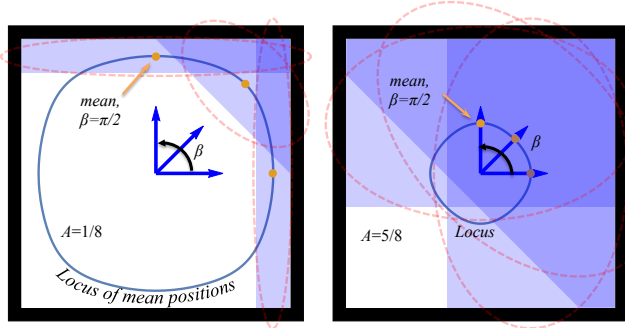 mean,
β=π/2
β
A=1/8
Locus of mean positions
mean,
β=π/2
β
A=5/8
Locus